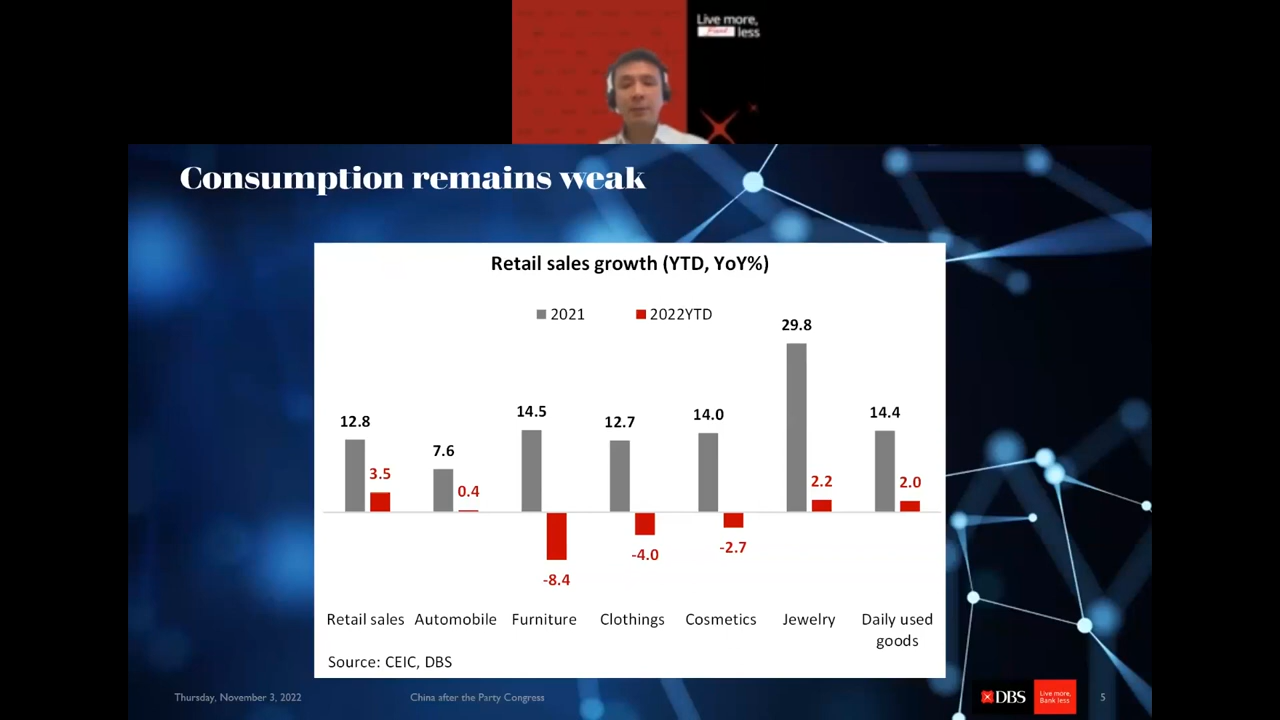 Live more,
less
Consumption remains weak
Retail sales growth (YTD, YoY%)
2021
2022YTD
12.8
3.5
7.6
0.4
14.5
-8.4
12.7
-4.0
14.0
-2.7
29.8
2.2
14.4
2.0
Retail sales
Automobile
Furniture
Clothings
Cosmetics
Jewelry
Daily used
goods
Source: CEIC, DBS
Thursday, November 3, 2022
China after the Party Congress
DBS
Live more,
Bank less
5